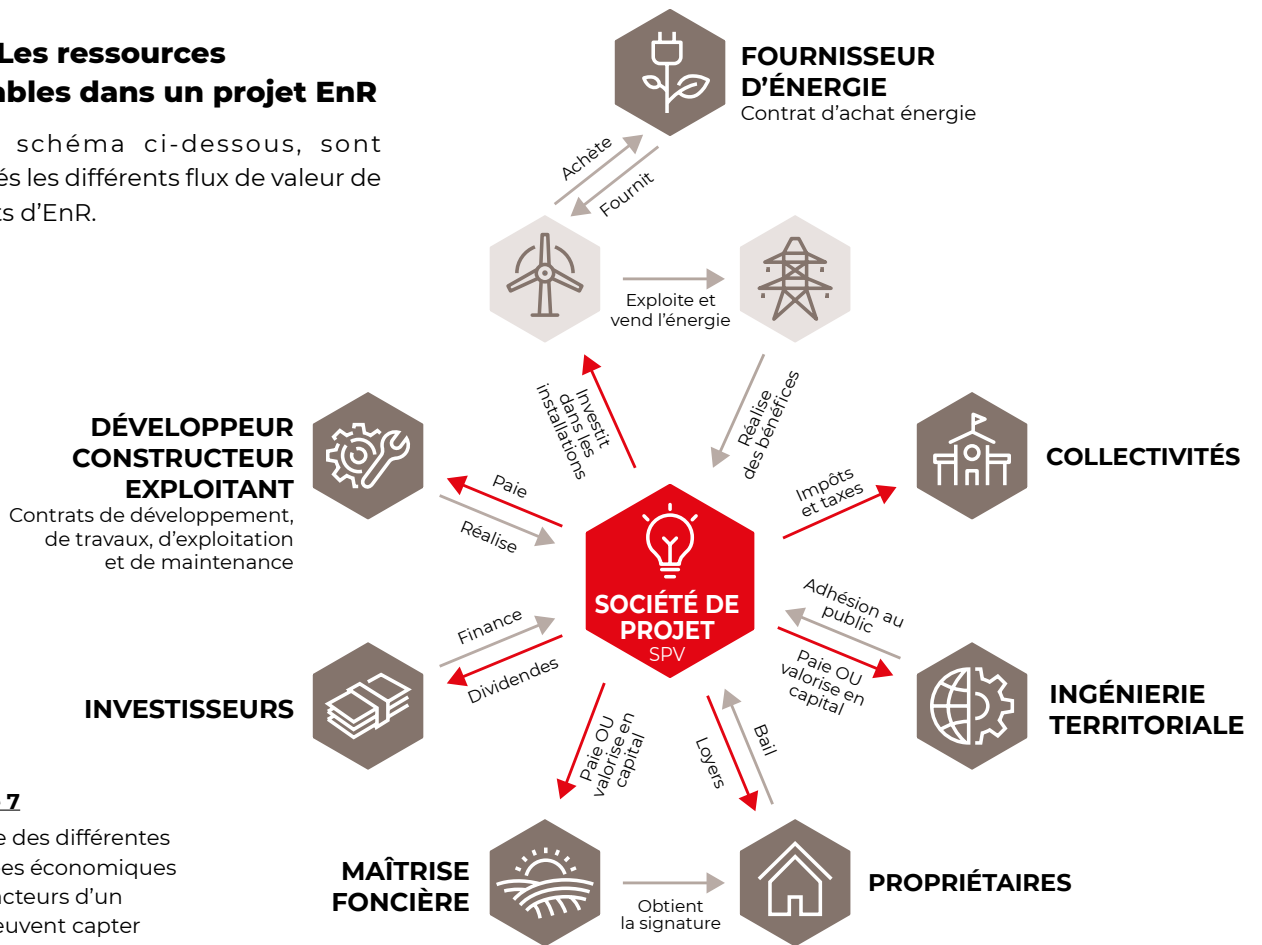 Les ressources
ables dans un projet EnR
schéma ci-dessous, sont
és les différents flux de valeur de
ts d'EnR.
FOURNISSEUR
D'ÉNERGIE
Contrat d'achat énergie
Achète
Fournit
Exploite et
vend l'énergie
Investit
dans les
installations
Réalise
des bénéfices
DÉVELOPPEUR
CONSTRUCTEUR
EXPLOITANT
Contrats de développement,
de travaux, d'exploitation
et de maintenance
Paie
Réalise
Impôts
et taxes
COLLECTIVITÉS
SOCIÉTÉ DE
PROJET
SPV
Finance
Dividendes
INVESTISSEURS
Adhésion au
public
Paie OU
valorise en
capital
INGÉNIERIE
TERRITORIALE
Paie OU
valorise en
capital
Loyers
Bail
7
e des différentes
es économiques
acteurs d'un
euvent capter
MAÎTRISE
FONCIÈRE
Obtient
la signature
PROPRIÉTAIRES